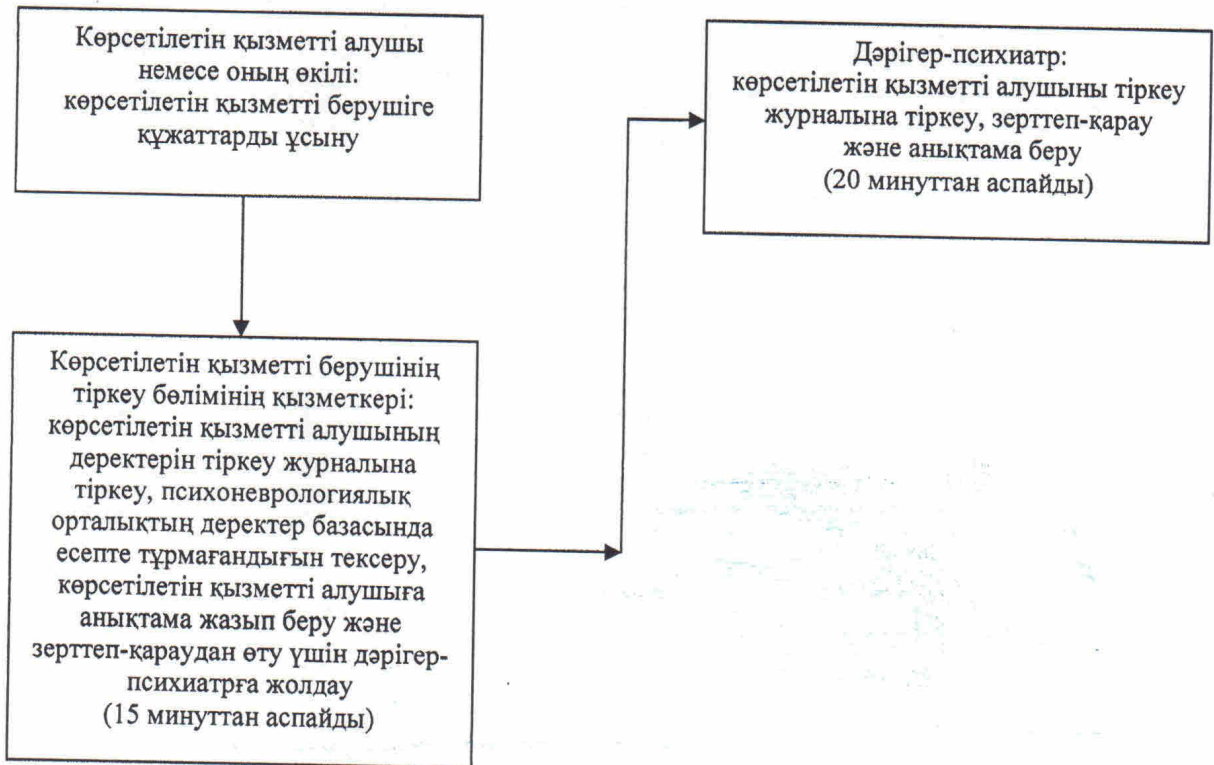 Көрсетілетін қызметті алушы
немесе оның өкілі:
көрсетілетін қызметті берушіге
құжаттарды ұсыну
Көрсетілетін қызметті берушінің
тіркеу бөлімінің қызметкері:
көрсетілетін қызметті алушының
деректерін тіркеу журналына
тіркеу, психоневрологиялық
орталықтың деректер базасында
есепте тұрмағандығын тексеру,
көрсетілетін қызметті алушыға
анықтама жазып беру және
зерттеп-қараудан өту үшін дәрігер-
психиатрға жолдау
(15 минуттан аспайды)
Дәрігер-психиатр:
көрсетілетін қызметті алушыны тіркеу
журналына тіркеу, зерттеп-қарау
және анықтама беру
(20 минуттан аспайды)